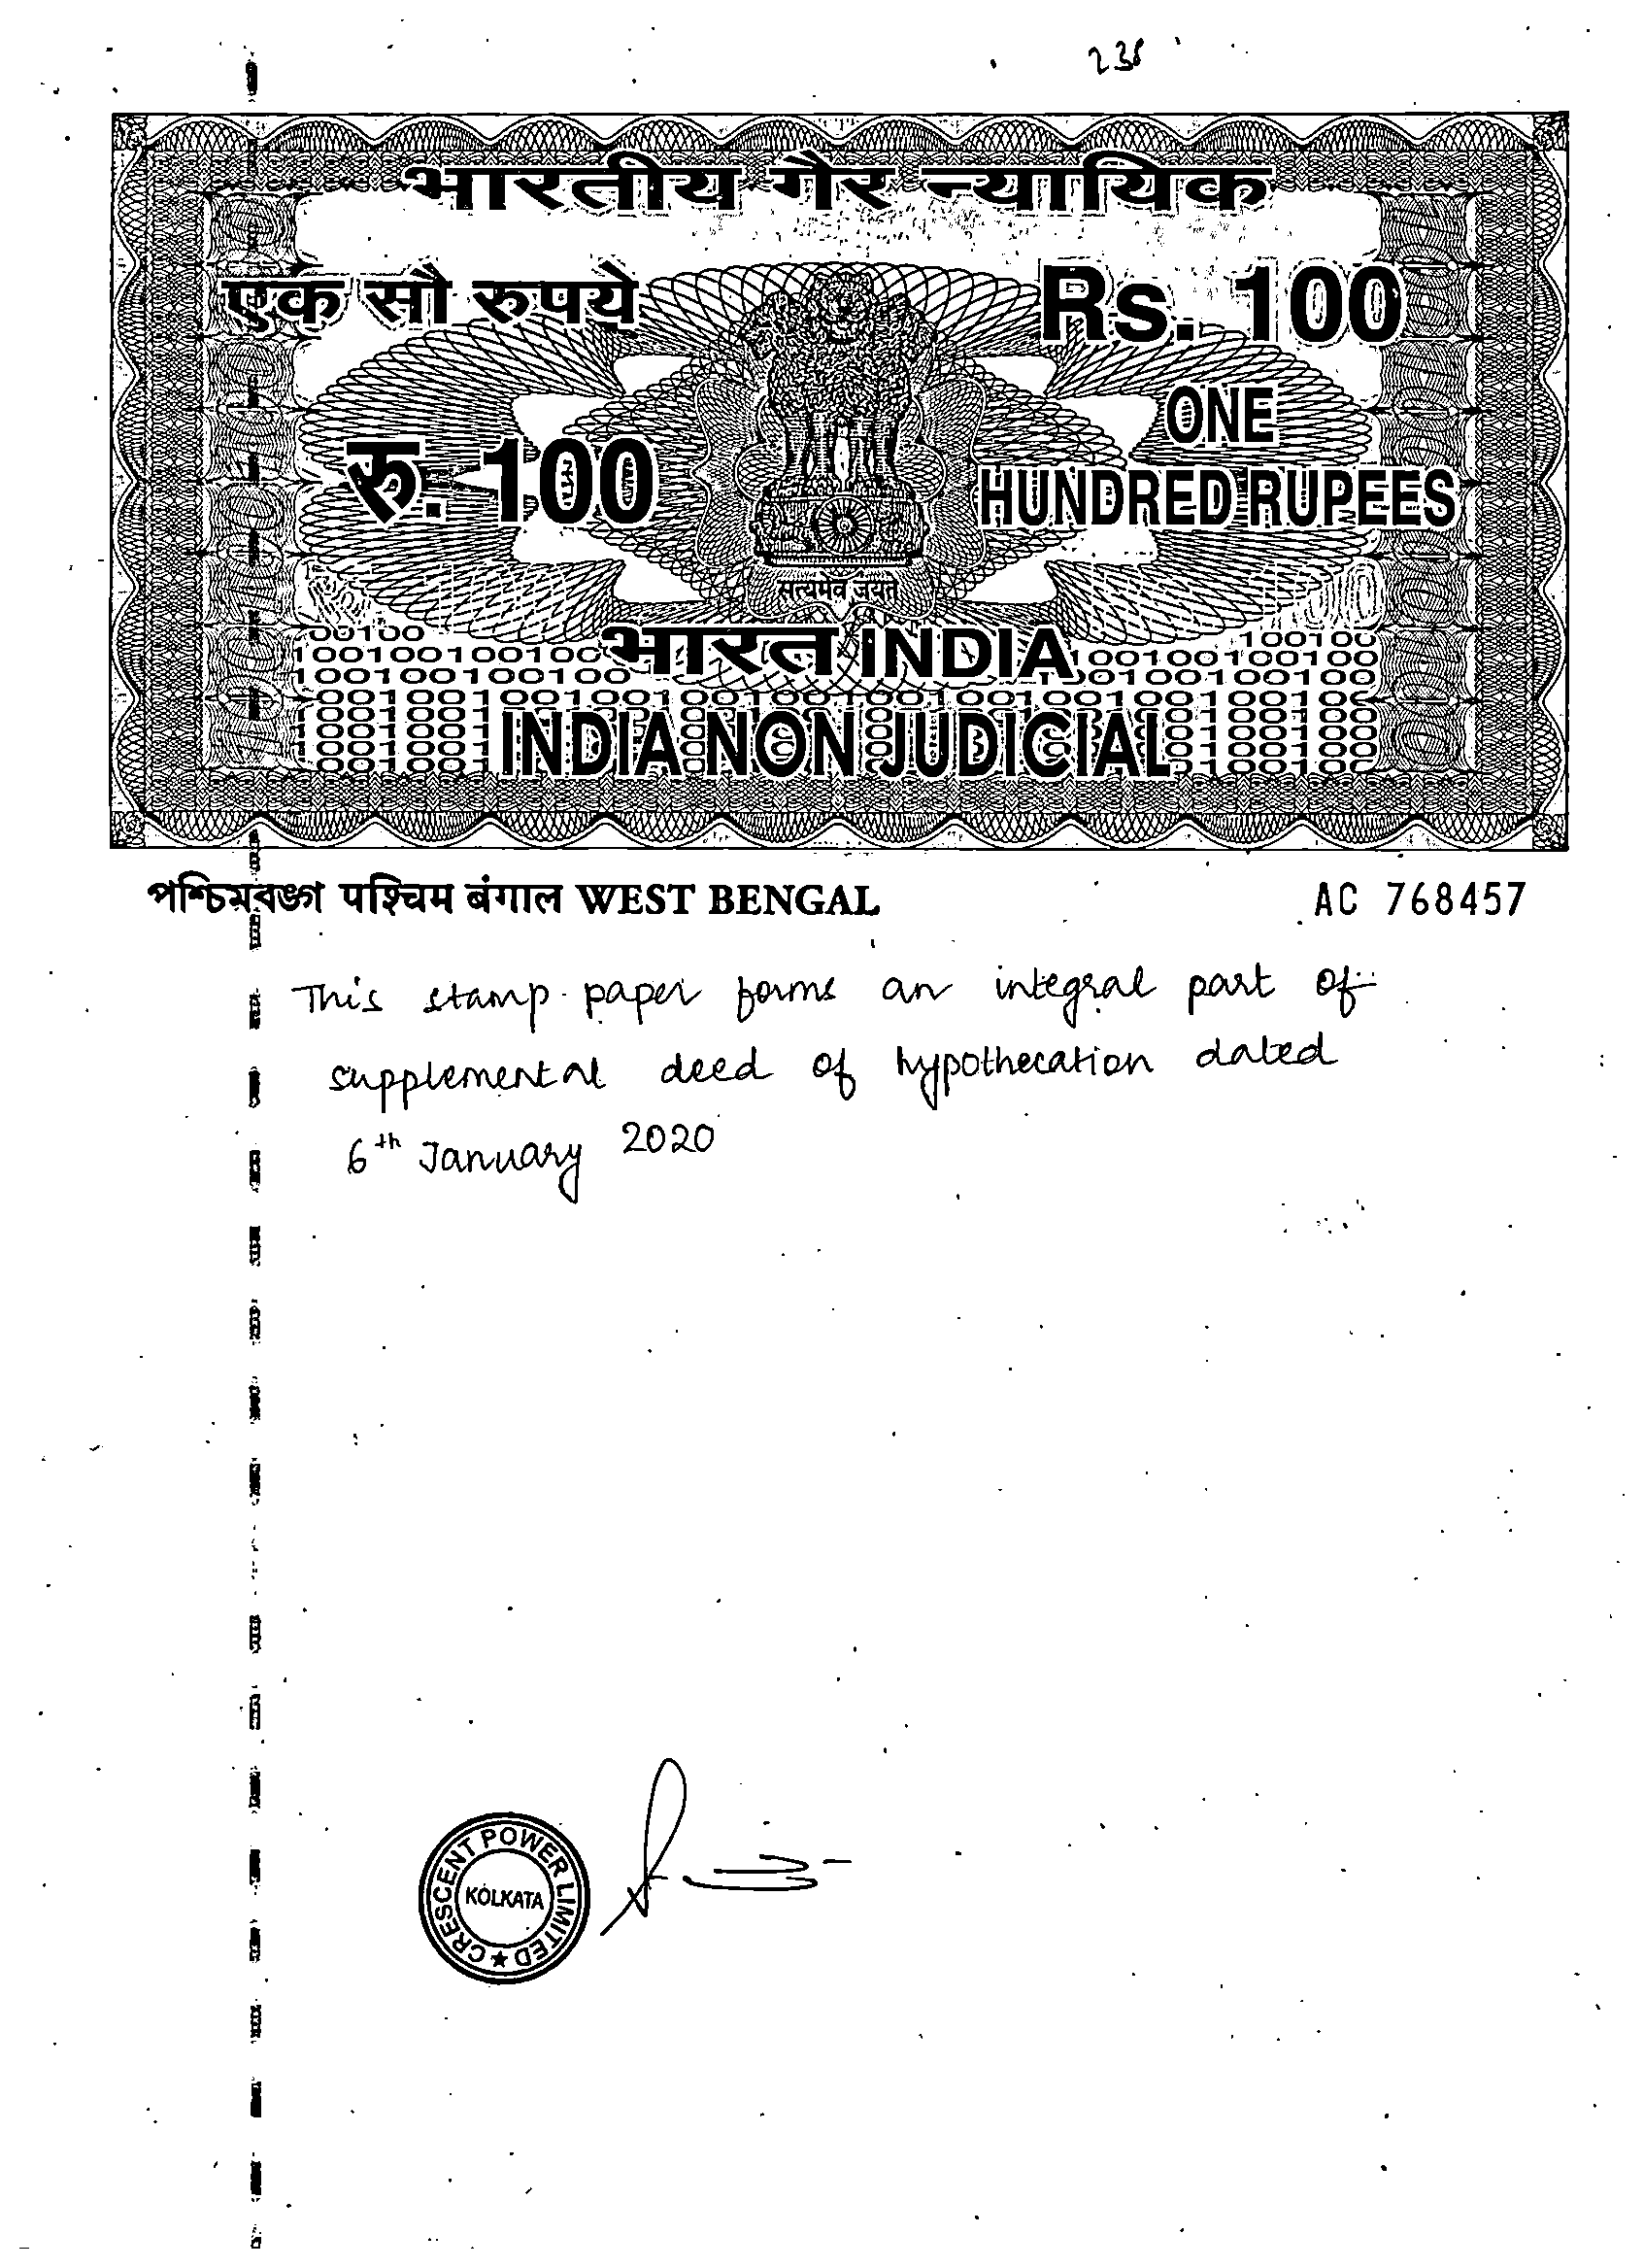 238
भारतीय गैर न्यायिक
एक सौ रुपये
Rs. 100
रु. 100
ONE
HUNDRED RUPEES
सत्यमेव जयते
भारत INDIA
INDIA NON JUDICIAL
পশ্চিমবঙ্গ पश्चिम बंगाल WEST BENGAL
AC 768457
This stamp paper forms an integral part of
supplemental deed of hypothecation dated
6th January 2020
CRESCENT POWER LIMITED ★
KOLKATA